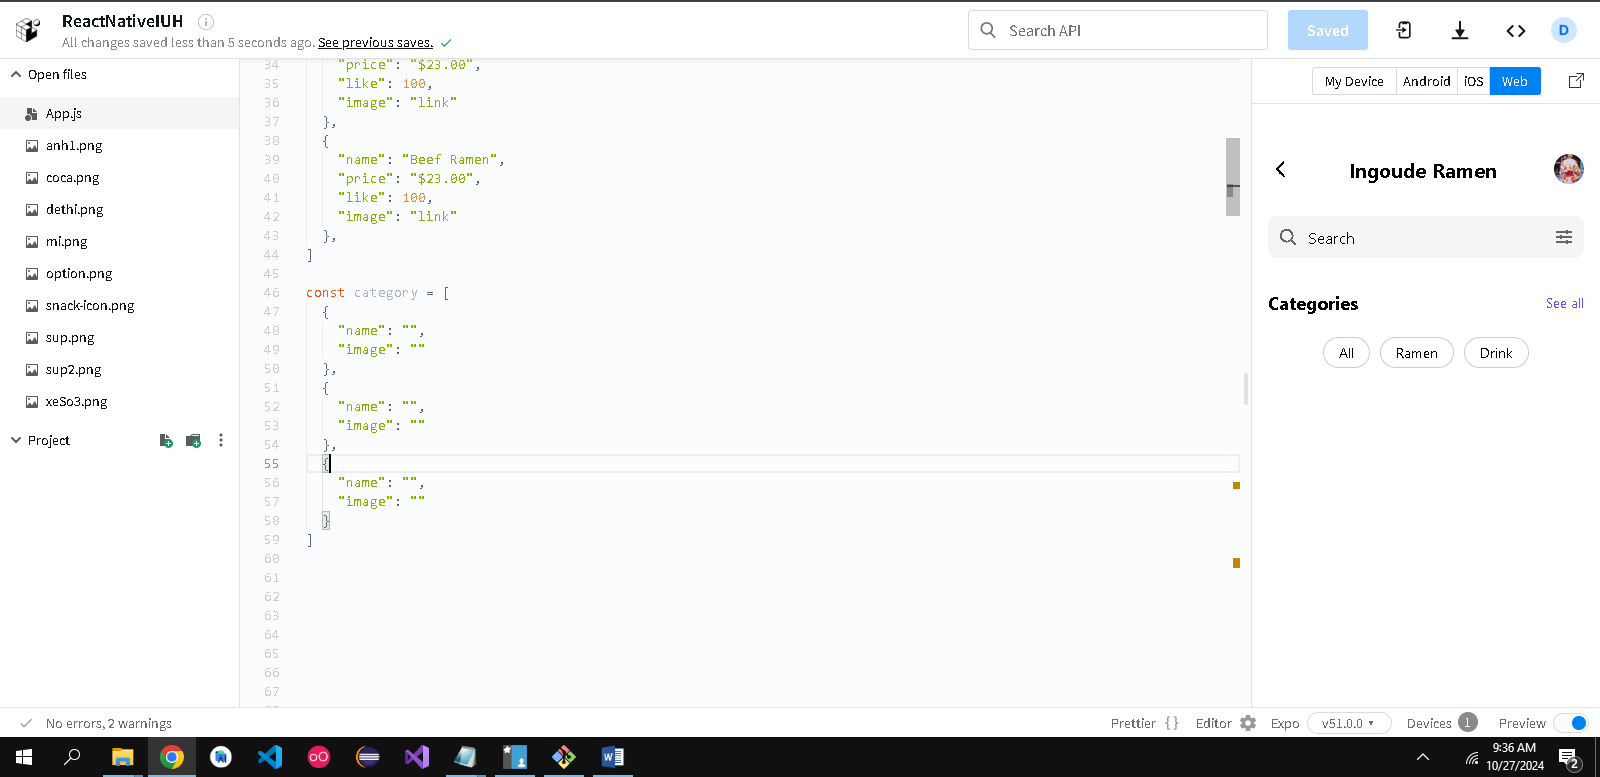 ReactNativeIUH
All changes saved less than 5 seconds ago. See previous saves.
Search API
Saved
D
Open files
App.js
anh1.png
coca.png
dethi.png
mi.png
option.png
snack-icon.png
sup.png
sup2.png
xeSo3.png
Project
34 "price": "$23.00",
35 "like": 100,
36 "image": "link"
37 },
38 {
39 "name": "Beef Ramen",
40 "price": "$23.00",
41 "like": 100,
42 "image": "link"
43 },
44 ]
45
46 const category = [
47 {
48 "name": "",
49 "image": ""
50 },
51 {
52 "name": "",
53 "image": ""
54 },
55 {
56 "name": "",
57 "image": ""
58 }
59 ]
60
61
62
63
64
65
66
67
My Device
Android
iOS
Web
Ingoude Ramen
Search
Categories
See all
All
Ramen
Drink
No errors, 2 warnings
Prettier { }
Editor
Expo
v51.0.0
Devices 1
Preview
9:36 AM
10/27/2024
2